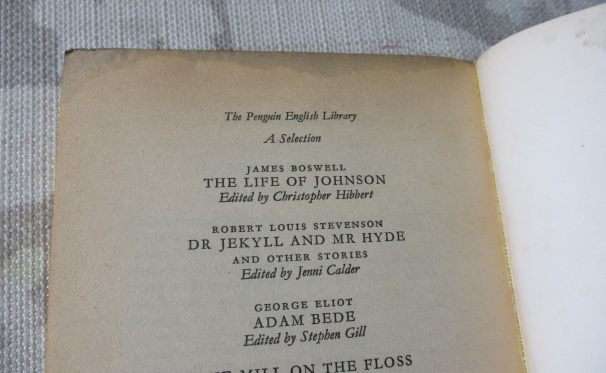 The Penguin English Library
A Selection
JAMES BOSWELL
THE LIFE OF JOHNSON
Edited by Christopher Hibbert
ROBERT LOUIS STEVENSON
DR JEKYLL AND MR HYDE
AND OTHER STORIES
Edited by Jenni Calder
GEORGE ELIOT
ADAM BEDE
Edited by Stephen Gill
MILL ON THE FLOSS